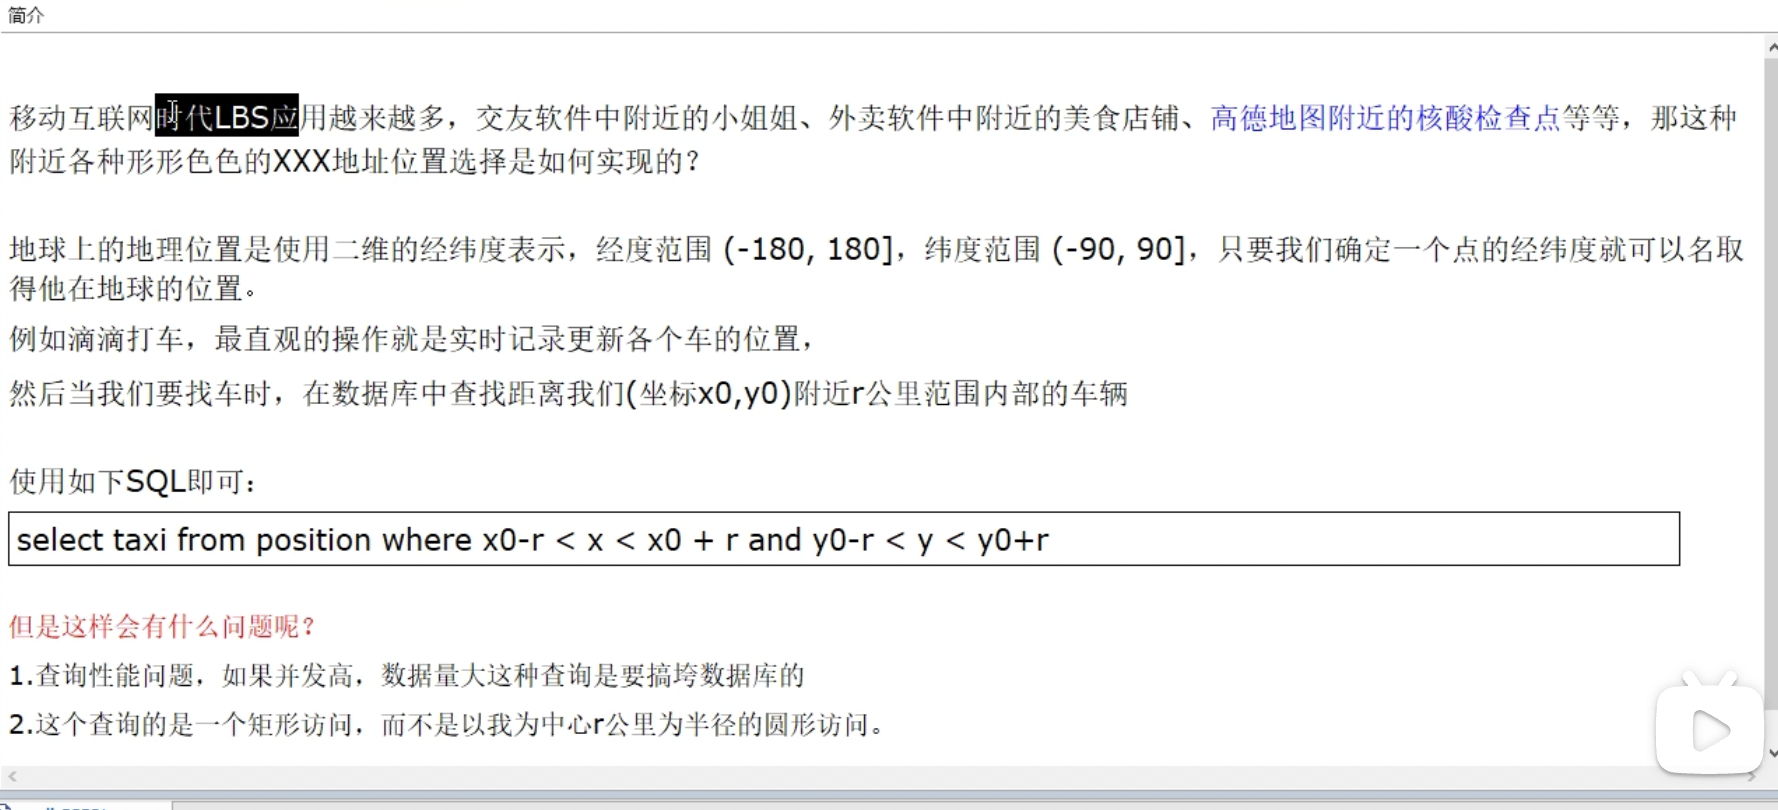 简介
移动互联网时代LBS应用越来越多，交友软件中附近的小姐姐、外卖软件中附近的美食店铺、高德地图附近的核酸检查点等等，那这种
附近各种形形色色的XXX地址位置选择是如何实现的？
地球上的地理位置是使用二维的经纬度表示，经度范围 (-180, 180]，纬度范围 (-90, 90]，只要我们确定一个点的经纬度就可以名取
得他在地球的位置。
例如滴滴打车，最直观的操作就是实时记录更新各个车的位置，
然后当我们要找车时，在数据库中查找距离我们(坐标x0,y0)附近r公里范围内部的车辆
使用如下SQL即可：
select taxi from position where x0-r < x < x0 + r and y0-r < y < y0+r
但是这样会有什么问题呢？
1.查询性能问题，如果并发高，数据量大这种查询是要搞垮数据库的
2.这个查询的是一个矩形访问，而不是以我为中心r公里为半径的圆形访问。